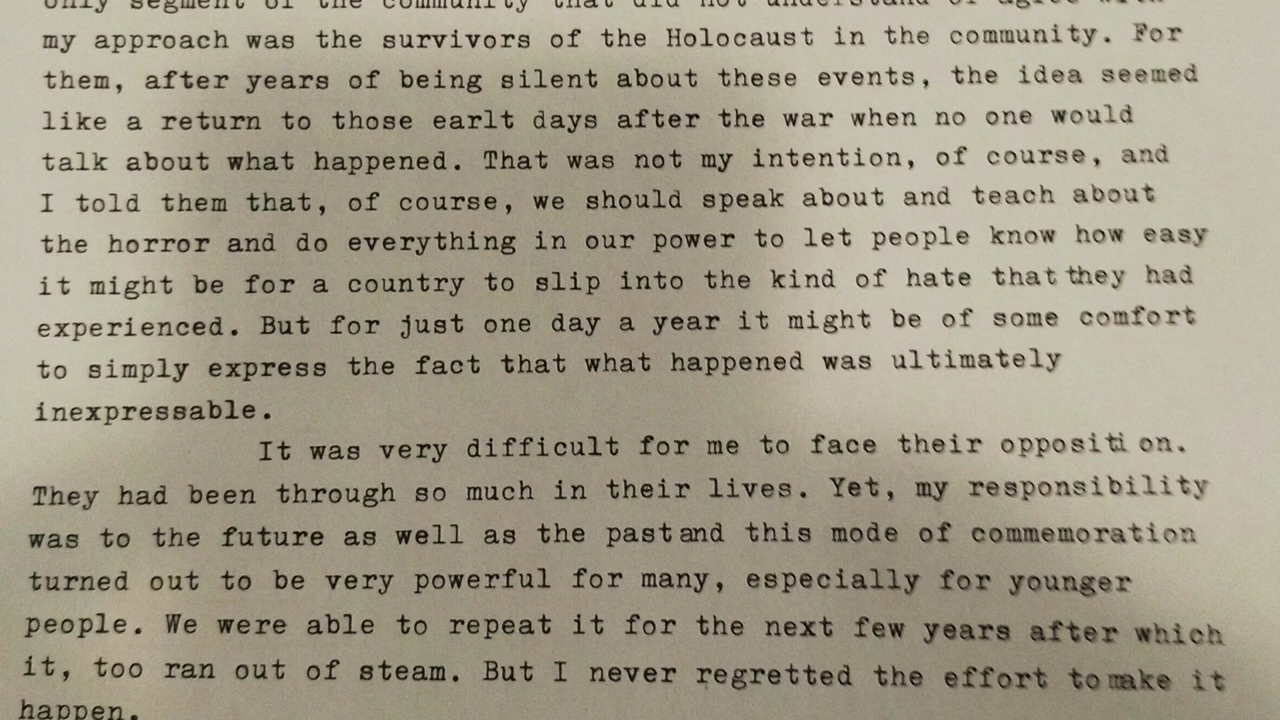 only segment of the community that did not understand or agree with
my approach was the survivors of the Holocaust in the community. For
them, after years of being silent about these events, the idea seemed
like a return to those earlt days after the war when no one would
talk about what happened. That was not my intention, of course, and
I told them that, of course, we should speak about and teach about
the horror and do everything in our power to let people know how easy
it might be for a country to slip into the kind of hate that they had
experienced. But for just one day a year it might be of some comfort
to simply express the fact that what happened was ultimately
inexpressable.
It was very difficult for me to face their oppositi on.
They had been through so much in their lives. Yet, my responsibility
was to the future as well as the past and this mode of commemoration
turned out to be very powerful for many, especially for younger
people. We were able to repeat it for the next few years after which
it, too ran out of steam. But I never regretted the effort to make it
happen.